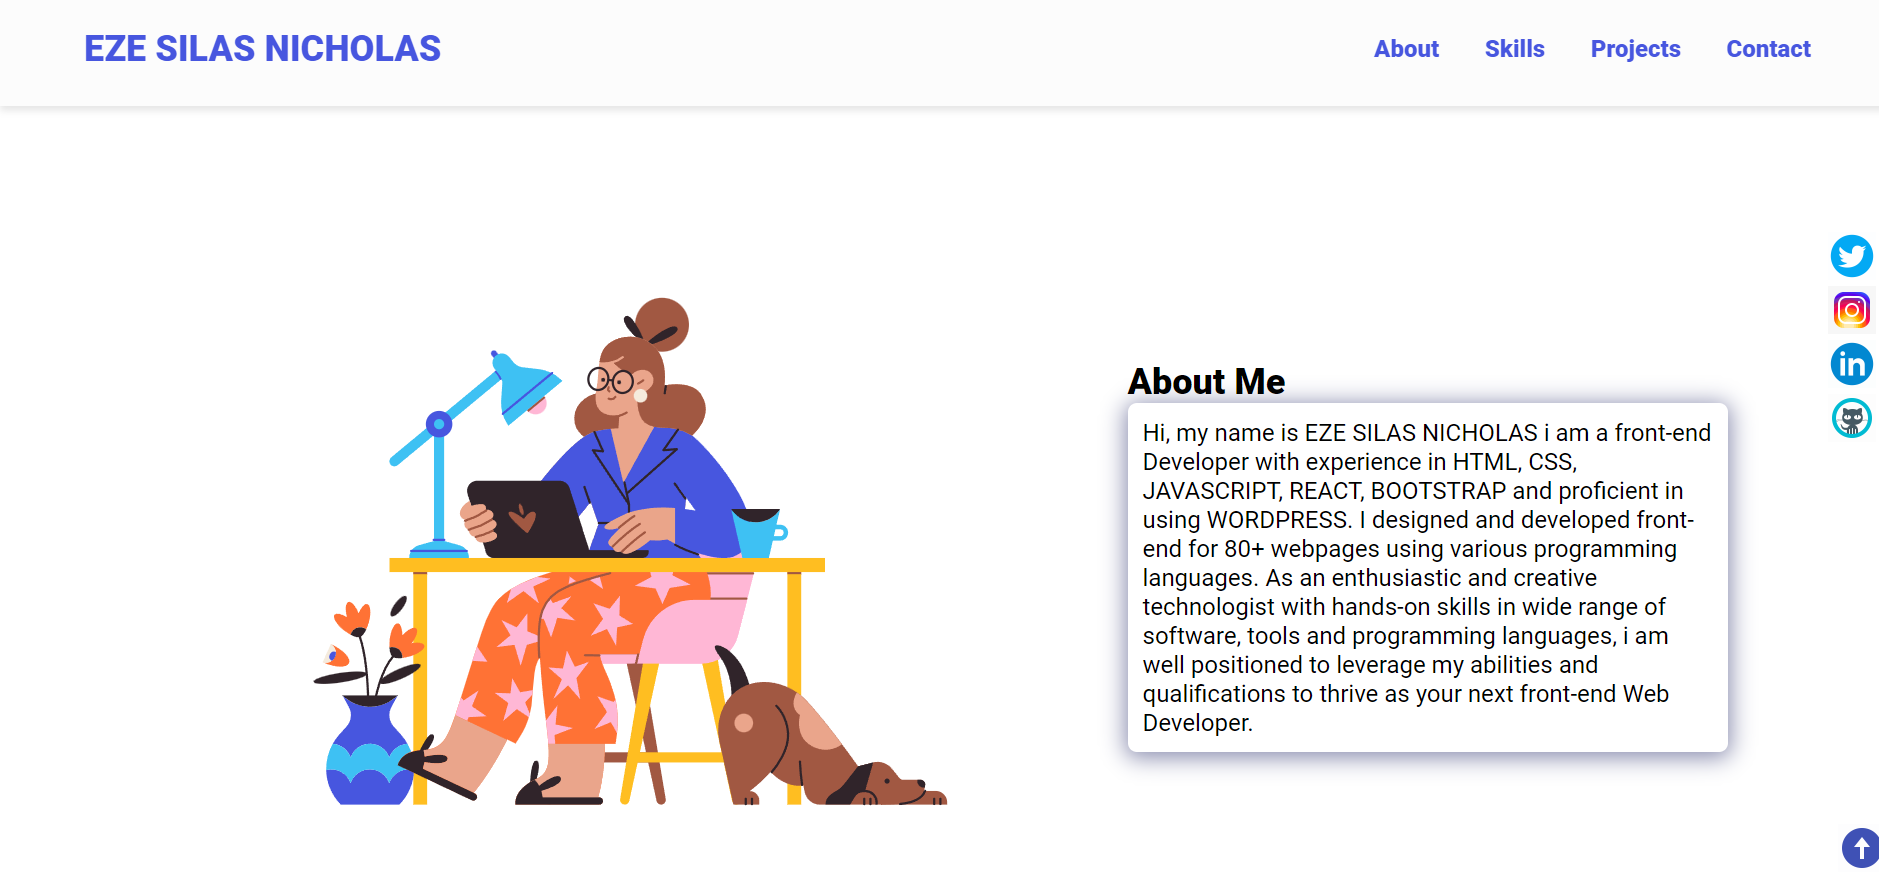 EZE SILAS NICHOLAS
About Skills Projects Contact
About Me
Hi, my name is EZE SILAS NICHOLAS i am a front-end
Developer with experience in HTML, CSS,
JAVASCRIPT, REACT, BOOTSTRAP and proficient in
using WORDPRESS. I designed and developed front-
end for 80+ webpages using various programming
languages. As an enthusiastic and creative
technologist with hands-on skills in wide range of
software, tools and programming languages, i am
well positioned to leverage my abilities and
qualifications to thrive as your next front-end Web
Developer.
in